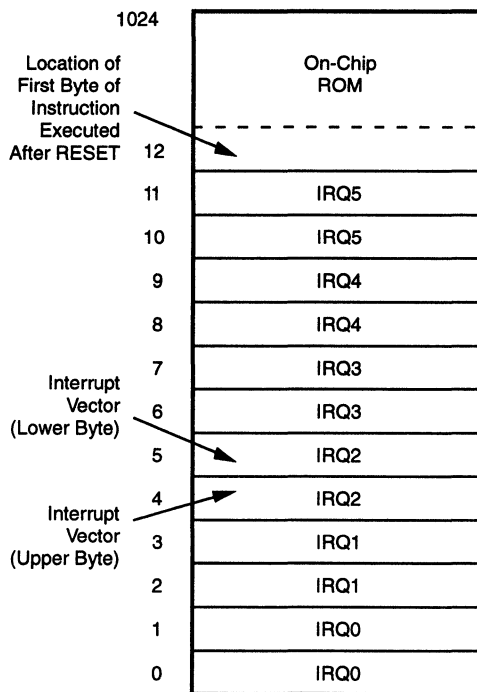 1024
Location of
First Byte of
Instruction
Executed
After RESET
On-Chip
ROM
12
11 IRQ5
10 IRQ5
9 IRQ4
8 IRQ4
7 IRQ3
6 IRQ3
Interrupt
Vector
(Lower Byte)
5 IRQ2
4 IRQ2
Interrupt
Vector
(Upper Byte)
3 IRQ1
2 IRQ1
1 IRQ0
0 IRQ0